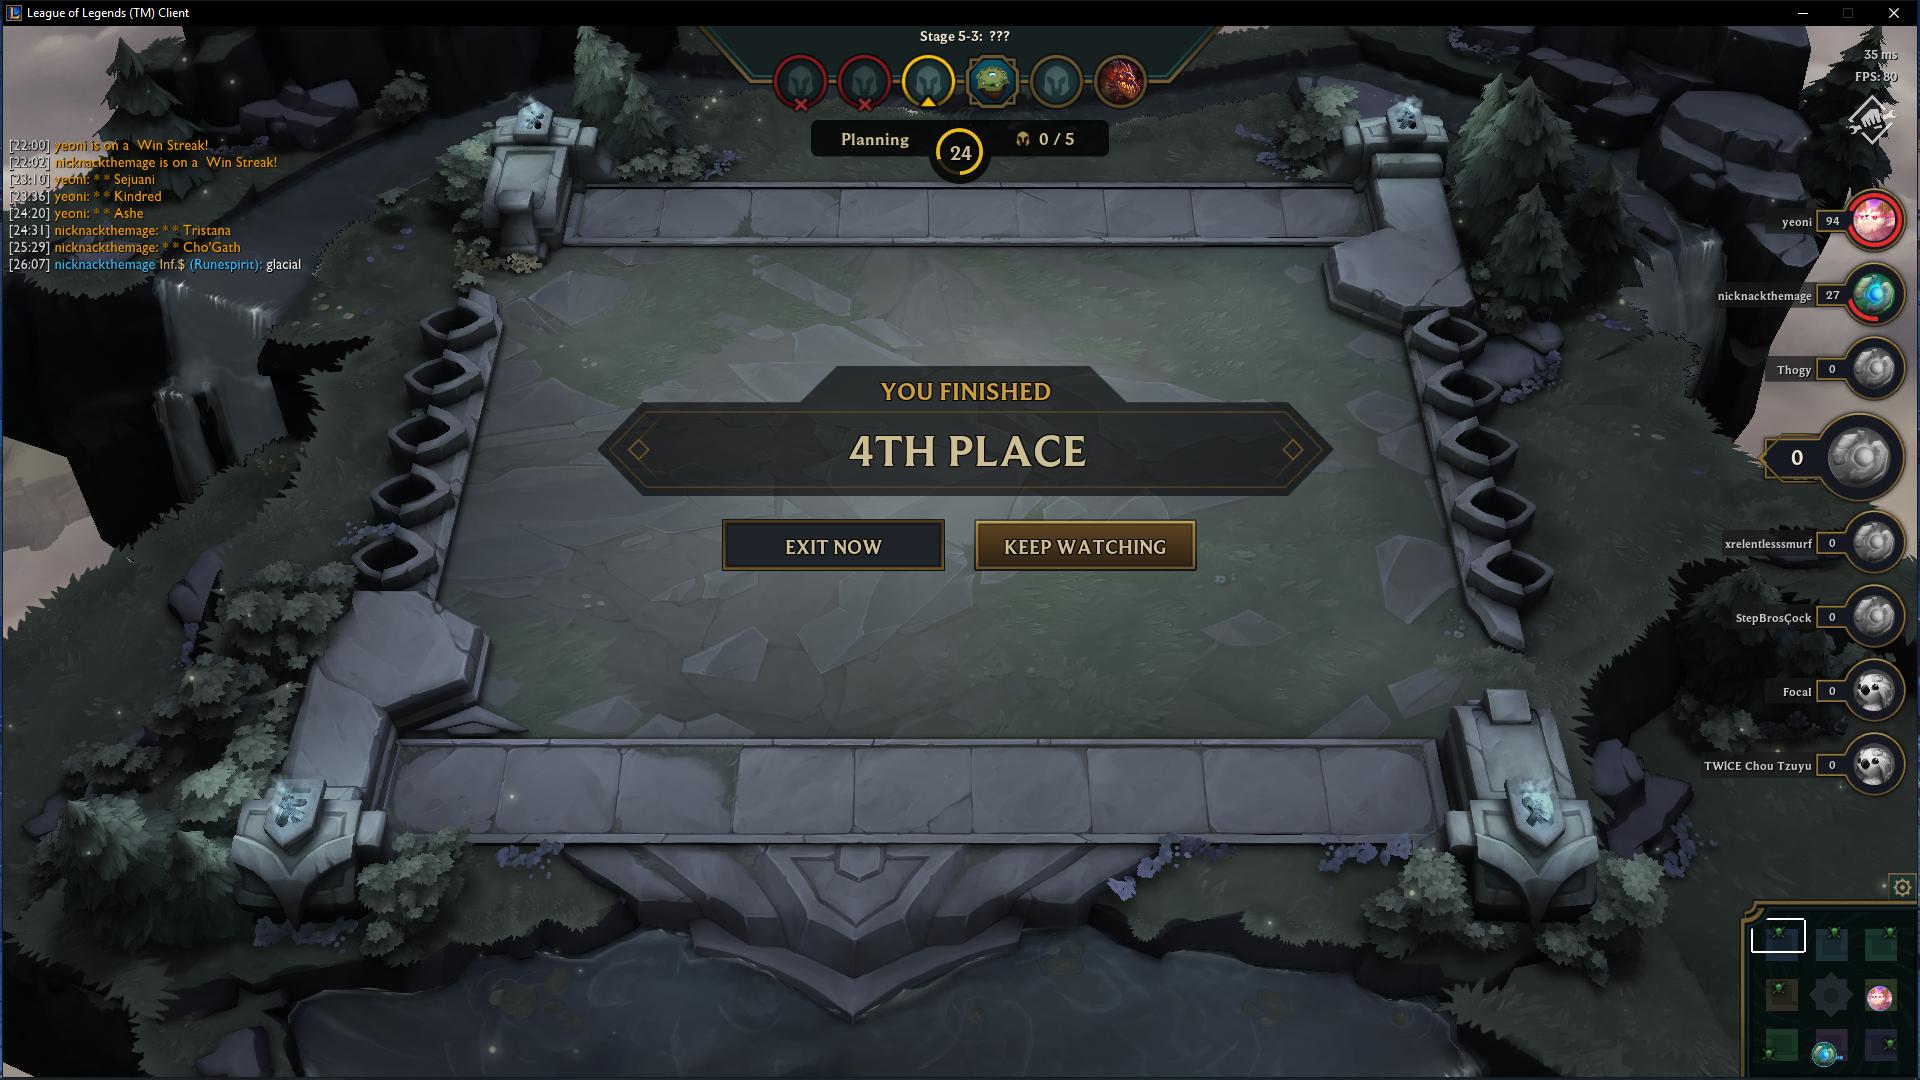 League of Legends (TM) Client
Stage 5-3: ???
35 ms
FPS: 80
Planning
24
0 / 5
[22:00] yeoni is on a Win Streak!
[22:02] nicknackthemage is on a Win Streak!
[23:10] yeoni: * * Sejuani
[23:36] yeoni: * * Kindred
[24:20] yeoni: * * Ashe
[24:31] nicknackthemage: * * Tristana
[25:29] nicknackthemage: * * Cho'Gath
[26:07] nicknackthemage Inf.$ (Runespirit): glacial
yeoni 94
nicknackthemage 27
Thogy 0
0
xrelentlesssmurf 0
StepBrosÇock 0
Focal 0
TWlCE Chou Tzuyu 0
YOU FINISHED
4TH PLACE
EXIT NOW
KEEP WATCHING